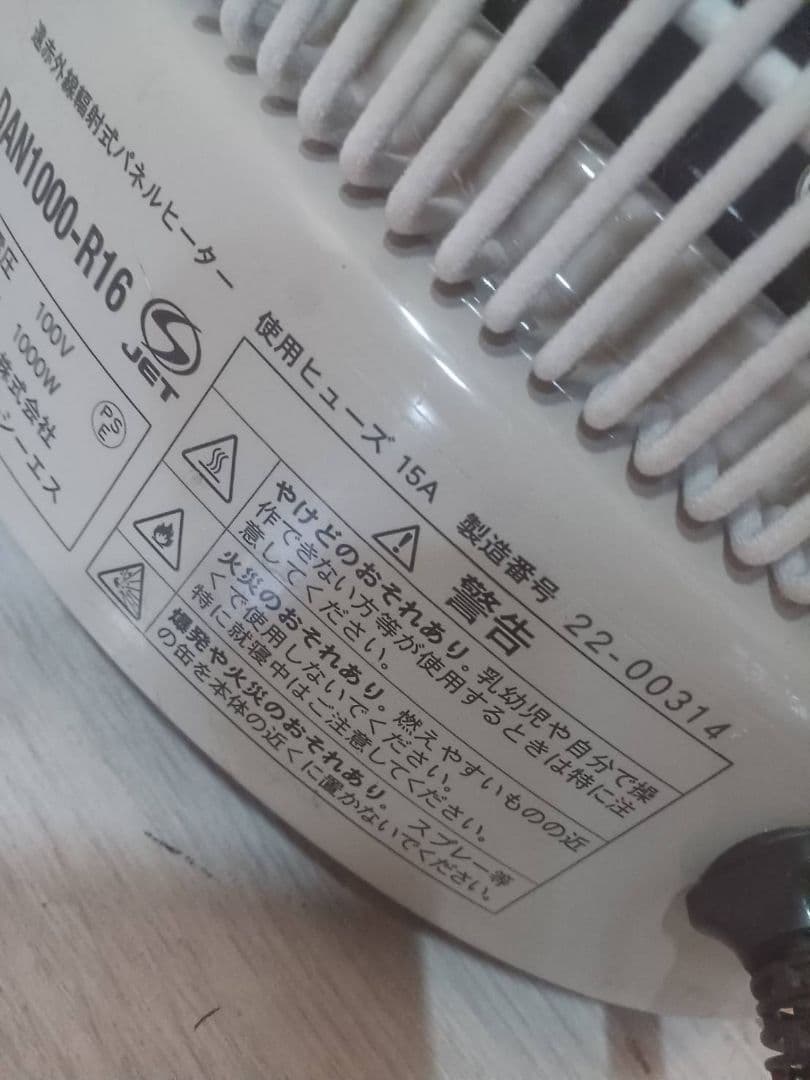 遠赤外線輻射式パネルヒーター
DAN1000-R16
圧 100V
1000W
株式会社
シーエス
PS
E
S
JET
使用ヒューズ 15A 製造番号 22-00314
警告
やけどのおそれあり。乳幼児や自分で操
作できない方等が使用するときは特に注
意してください。
火災のおそれあり。燃えやすいものの近
くで使用しないでください。
特に就寝中はご注意してください。
爆発や火災のおそれあり。スプレー等
の缶を本体の近くに置かないでください。